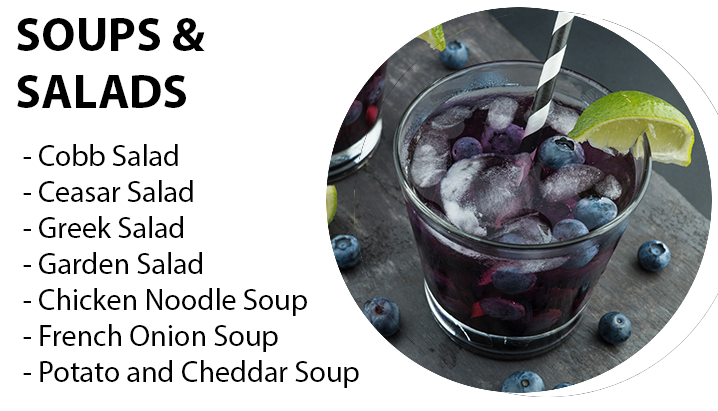 SOUPS &
SALADS
- Cobb Salad
- Ceasar Salad
- Greek Salad
- Garden Salad
- Chicken Noodle Soup
- French Onion Soup
- Potato and Cheddar Soup